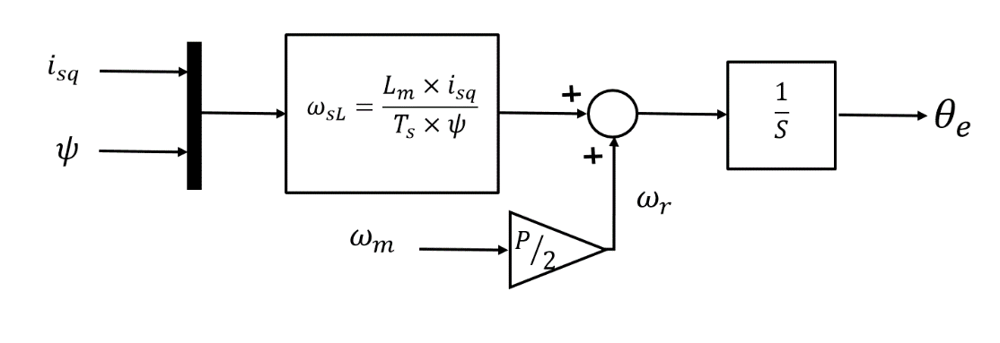 i_sq
ψ
ω_sL = (L_m × i_sq) / (T_s × ψ)
+
+
1/S
θ_e
ω_r
ω_m
P/2